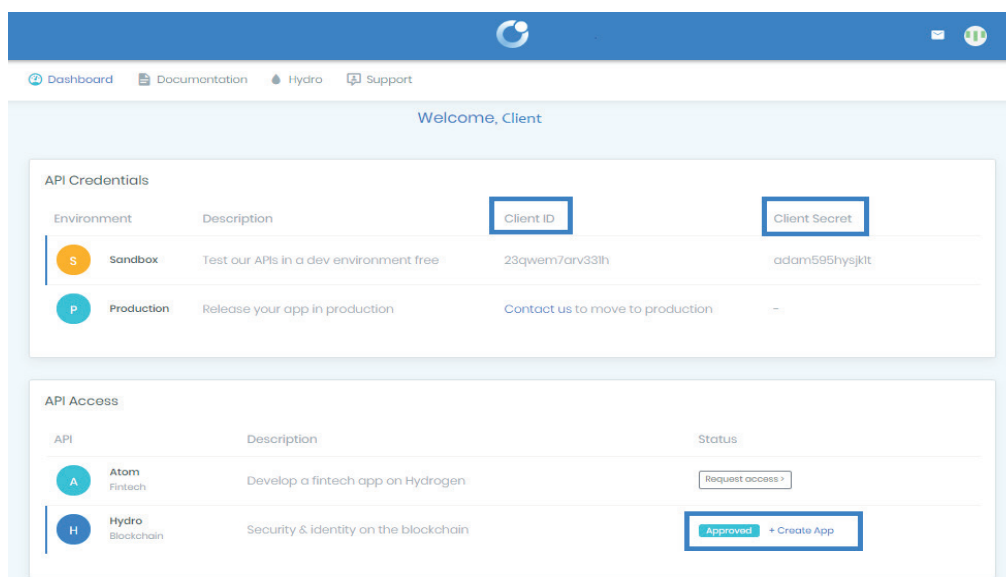 Dashboard Documentation Hydro Support
Welcome, Client
API Credentials
Environment Description Client ID Client Secret
S Sandbox Test our APIs in a dev environment free 23qwem7arv331h adam595hysjk1t
P Production Release your app in production Contact us to move to production -
API Access
API Description Status
A Atom Fintech Develop a fintech app on Hydrogen Request access >
H Hydro Blockchain Security & identity on the blockchain Approved + Create App